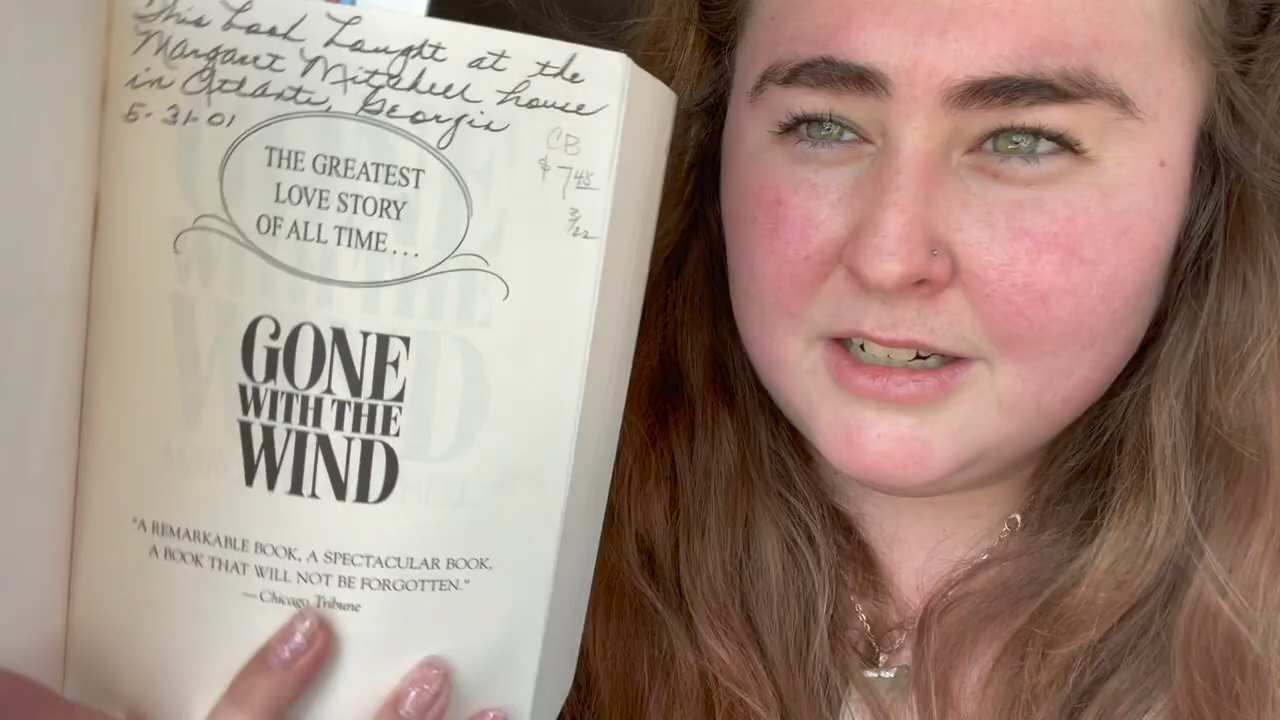 This book bought at the
Margaret Mitchell house
in Atlanta, Georgia
5-31-01
CB
$7.45
3/22
THE GREATEST
LOVE STORY
OF ALL TIME...
GONE
WITH THE
WIND
"A REMARKABLE BOOK, A SPECTACULAR BOOK,
A BOOK THAT WILL NOT BE FORGOTTEN."
—Chicago Tribune